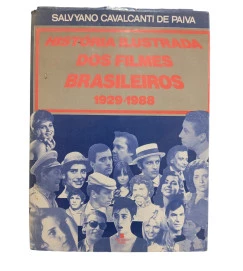 SALVYANO CAVALCANTI DE PAIVA
HISTÓRIA ILUSTRADA
DOS FILMES
BRASILEIROS
1929-1988